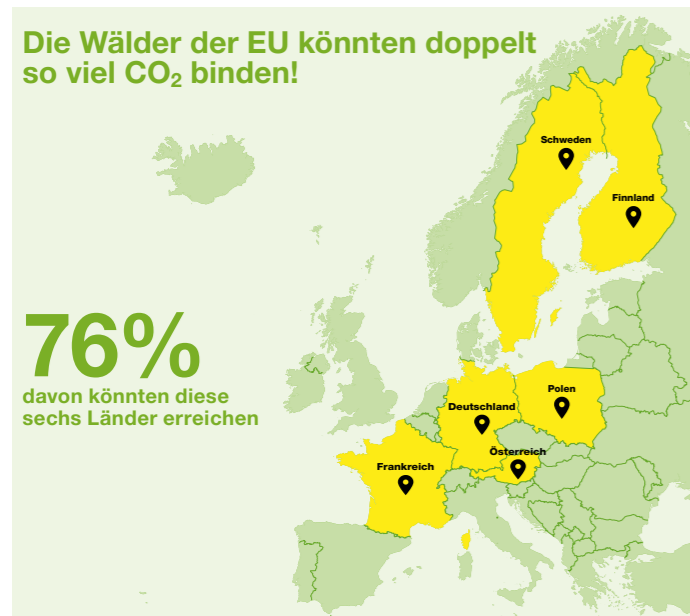 Die Wälder der EU könnten doppelt
so viel CO₂ binden!
Schweden
Finnland
76%
davon könnten diese
sechs Länder erreichen
Polen
Deutschland
Österreich
Frankreich